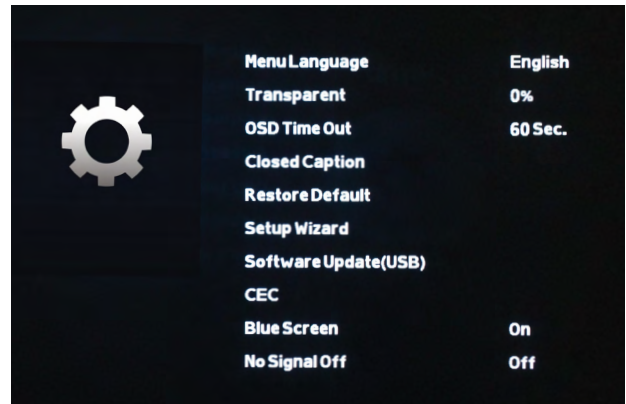 Menu Language English
Transparent 0%
OSD Time Out 60 Sec.
Closed Caption
Restore Default
Setup Wizard
Software Update(USB)
CEC
Blue Screen On
No Signal Off Off